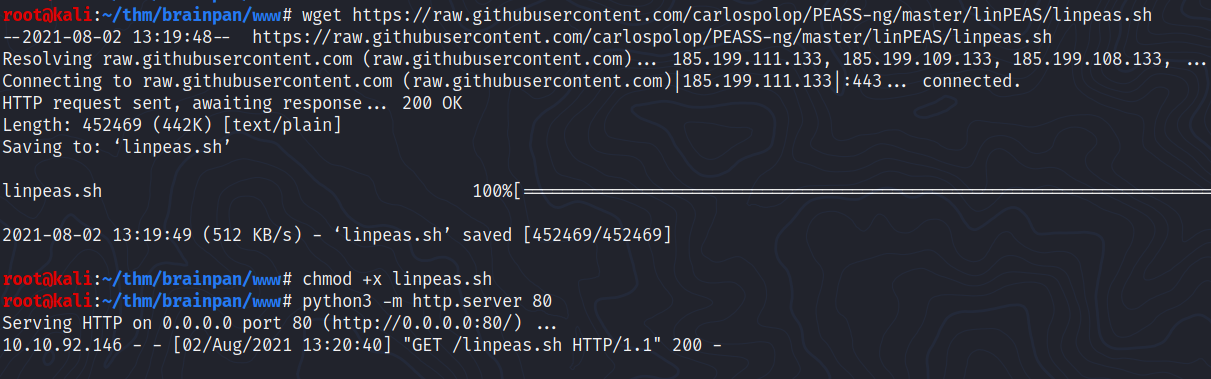 root@kali:~/thm/brainpan/www# wget https://raw.githubusercontent.com/carlospolop/PEASS-ng/master/linPEAS/linpeas.sh
--2021-08-02 13:19:48--  https://raw.githubusercontent.com/carlospolop/PEASS-ng/master/linPEAS/linpeas.sh
Resolving raw.githubusercontent.com (raw.githubusercontent.com)... 185.199.111.133, 185.199.109.133, 185.199.108.133, ...
Connecting to raw.githubusercontent.com (raw.githubusercontent.com)|185.199.111.133|:443... connected.
HTTP request sent, awaiting response... 200 OK
Length: 452469 (442K) [text/plain]
Saving to: ‘linpeas.sh’
linpeas.sh 100%[==================================================================
2021-08-02 13:19:49 (512 KB/s) - ‘linpeas.sh’ saved [452469/452469]
root@kali:~/thm/brainpan/www# chmod +x linpeas.sh
root@kali:~/thm/brainpan/www# python3 -m http.server 80
Serving HTTP on 0.0.0.0 port 80 (http://0.0.0.0:80/) ...
10.10.92.146 - - [02/Aug/2021 13:20:40] "GET /linpeas.sh HTTP/1.1" 200 -